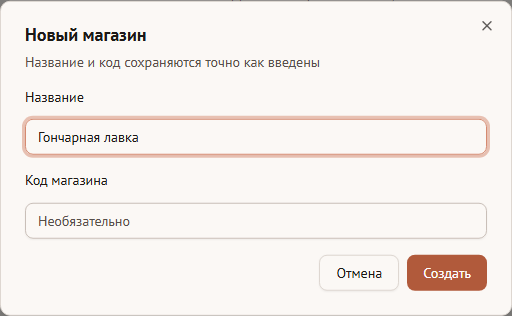 Новый магазин
Название и код сохраняются точно как введены
Название
Гончарная лавка
Код магазина
Необязательно
Отмена
Создать